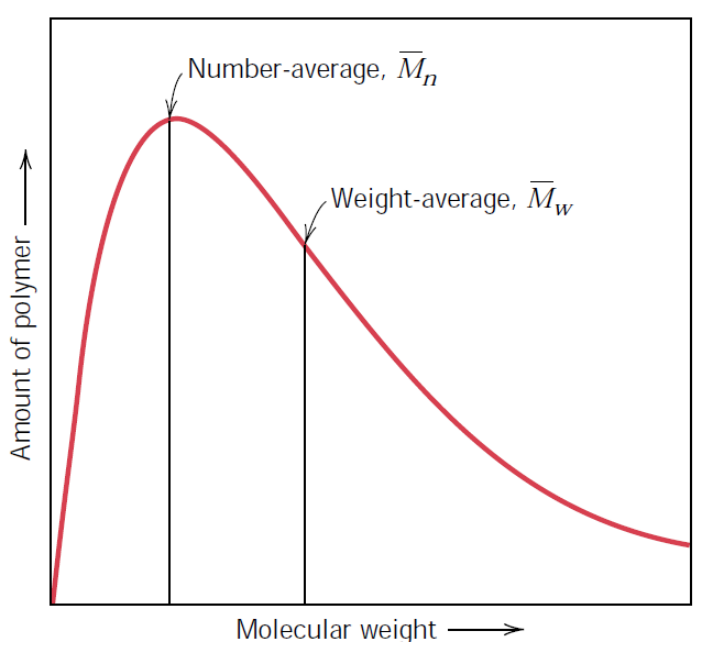 Number-average, M̅n
Weight-average, M̅w
Amount of polymer
Molecular weight